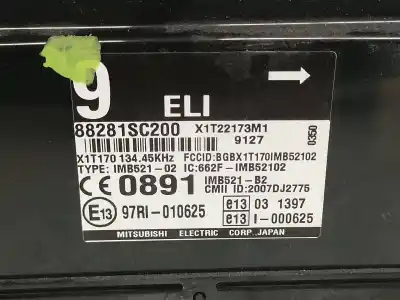 9
ELI
88281SC200 X1T22173M1
9127
0350
X1T170 134.45KHz FCCID:BGBX1T170IMB52102
TYPE: IMB521-02 IC:662F-IMB52102
CE 0891 IMB521-B2
CMII ID:2007DJ2775
E13 97RI-010625
e13 03 1397
e13 I-000625
MITSUBISHI ELECTRIC CORP.,JAPAN